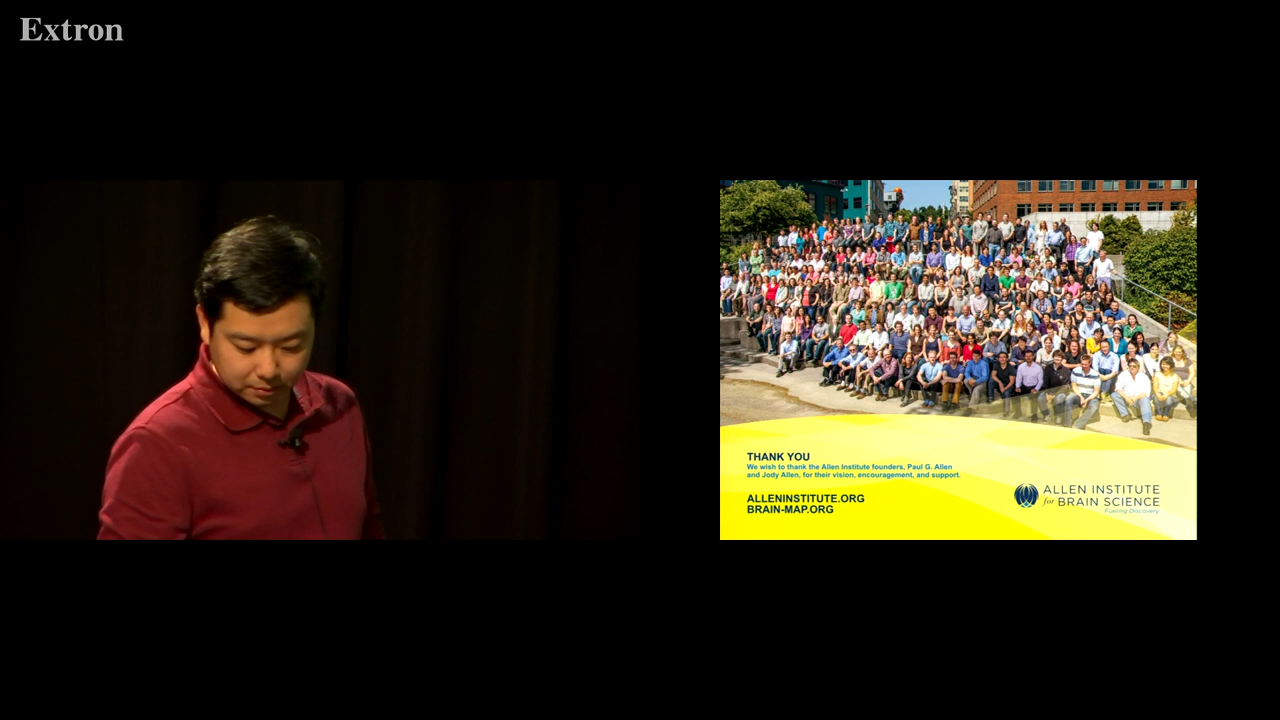 Extron
THANK YOU
We wish to thank the Allen Institute founders, Paul G. Allen
and Jody Allen, for their vision, encouragement, and support.
ALLENINSTITUTE.ORG
BRAIN-MAP.ORG
ALLEN INSTITUTE
for BRAIN SCIENCE
Fueling Discovery